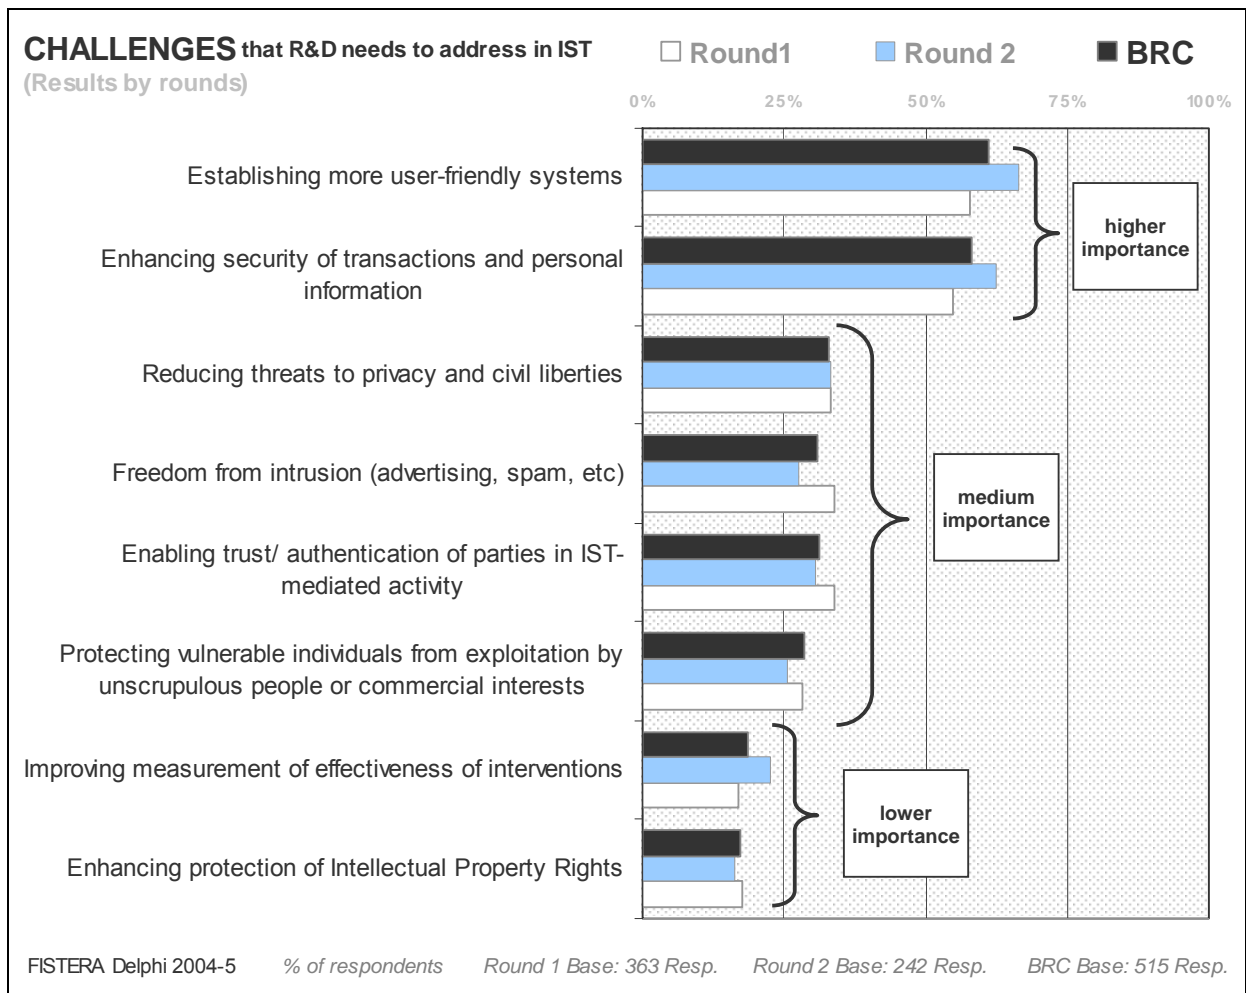 CHALLENGES that R&D needs to address in IST
(Results by rounds)
Round1
Round 2
BRC
0% 25% 50% 75% 100%
Establishing more user-friendly systems
Enhancing security of transactions and personal
information
higher
importance
Reducing threats to privacy and civil liberties
Freedom from intrusion (advertising, spam, etc)
Enabling trust/ authentication of parties in IST-
mediated activity
Protecting vulnerable individuals from exploitation by
unscrupulous people or commercial interests
medium
importance
Improving measurement of effectiveness of interventions
Enhancing protection of Intellectual Property Rights
lower
importance
FISTERA Delphi 2004-5 % of respondents Round 1 Base: 363 Resp. Round 2 Base: 242 Resp. BRC Base: 515 Resp.